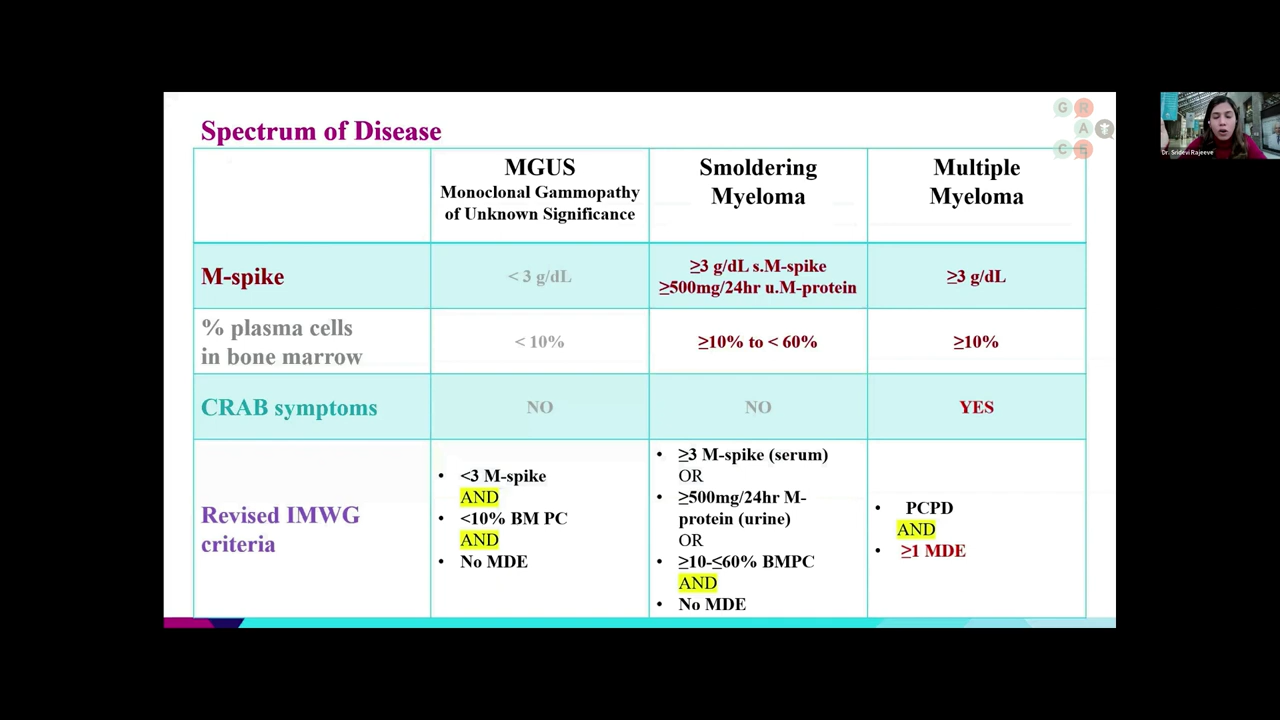 G R
A
C E
Dr. Sridevi Rajeeve
Spectrum of Disease
MGUS
Monoclonal Gammopathy
of Unknown Significance
Smoldering
Myeloma
Multiple
Myeloma
M-spike
< 3 g/dL
≥3 g/dL s.M-spike
≥500mg/24hr u.M-protein
≥3 g/dL
% plasma cells
in bone marrow
< 10%
≥10% to < 60%
≥10%
CRAB symptoms
NO
NO
YES
Revised IMWG
criteria
• <3 M-spike
AND
• <10% BM PC
AND
• No MDE
• ≥3 M-spike (serum)
OR
• ≥500mg/24hr M-
protein (urine)
OR
• ≥10-≤60% BMPC
AND
• No MDE
• PCPD
AND
• ≥1 MDE